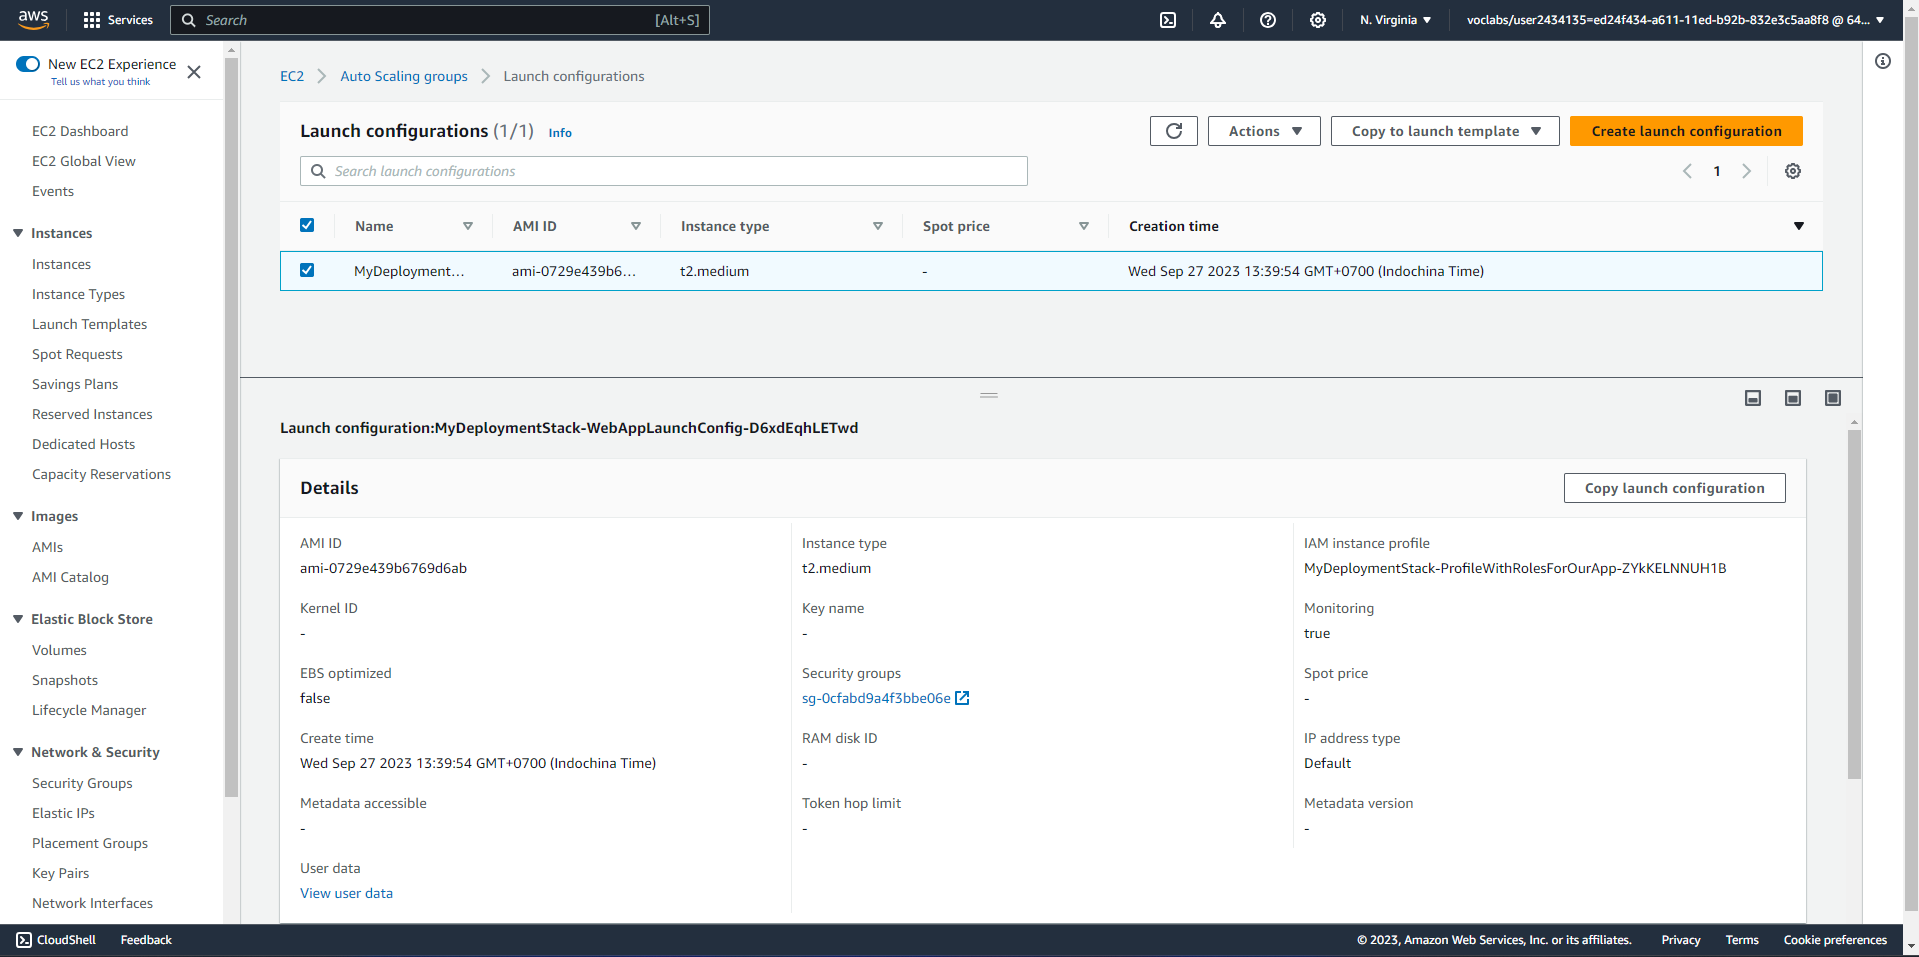 aws
Services
Search [Alt+S]
N. Virginia
voclabs/user2434135=ed24f434-a611-11ed-b92b-832e3c5aa8f8 @ 64...
New EC2 Experience
Tell us what you think
EC2 Dashboard
EC2 Global View
Events
Instances
Instances
Instance Types
Launch Templates
Spot Requests
Savings Plans
Reserved Instances
Dedicated Hosts
Capacity Reservations
Images
AMIs
AMI Catalog
Elastic Block Store
Volumes
Snapshots
Lifecycle Manager
Network & Security
Security Groups
Elastic IPs
Placement Groups
Key Pairs
Network Interfaces
EC2 Auto Scaling groups Launch configurations
Launch configurations (1/1) Info
Actions
Copy to launch template
Create launch configuration
Search launch configurations
1
Name AMI ID Instance type Spot price Creation time
MyDeployment... ami-0729e439b6... t2.medium - Wed Sep 27 2023 13:39:54 GMT+0700 (Indochina Time)
Launch configuration:MyDeploymentStack-WebAppLaunchConfig-D6xdEqhLETwd
Details
Copy launch configuration
AMI ID Instance type IAM instance profile
ami-0729e439b6769d6ab t2.medium MyDeploymentStack-ProfileWithRolesForOurApp-ZYkKELNNUH1B
Kernel ID Key name Monitoring
- - true
EBS optimized Security groups Spot price
false sg-0cfabd9a4f3bbe06e -
Create time RAM disk ID IP address type
Wed Sep 27 2023 13:39:54 GMT+0700 (Indochina Time) - Default
Metadata accessible Token hop limit Metadata version
- - -
User data
View user data
CloudShell Feedback © 2023, Amazon Web Services, Inc. or its affiliates. Privacy Terms Cookie preferences